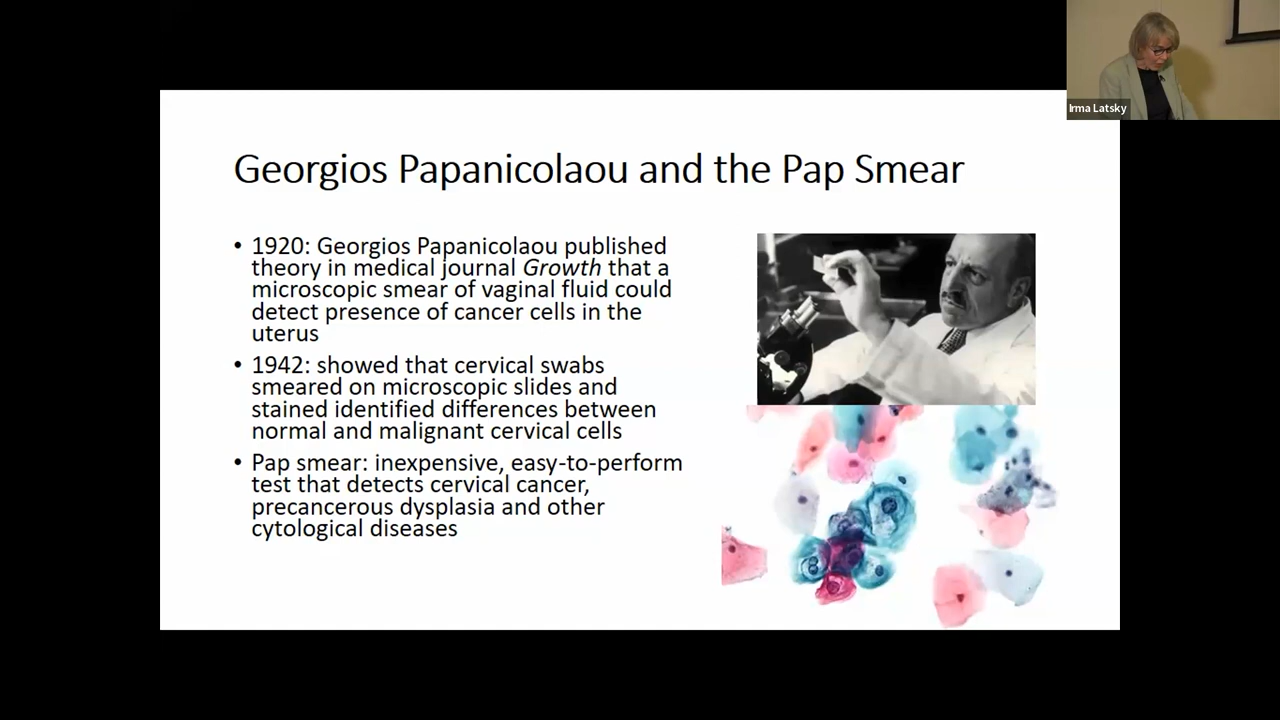 Irma Latsky
Georgios Papanicolaou and the Pap Smear
• 1920: Georgios Papanicolaou published
theory in medical journal Growth that a
microscopic smear of vaginal fluid could
detect presence of cancer cells in the
uterus
• 1942: showed that cervical swabs
smeared on microscopic slides and
stained identified differences between
normal and malignant cervical cells
• Pap smear: inexpensive, easy-to-perform
test that detects cervical cancer,
precancerous dysplasia and other
cytological diseases